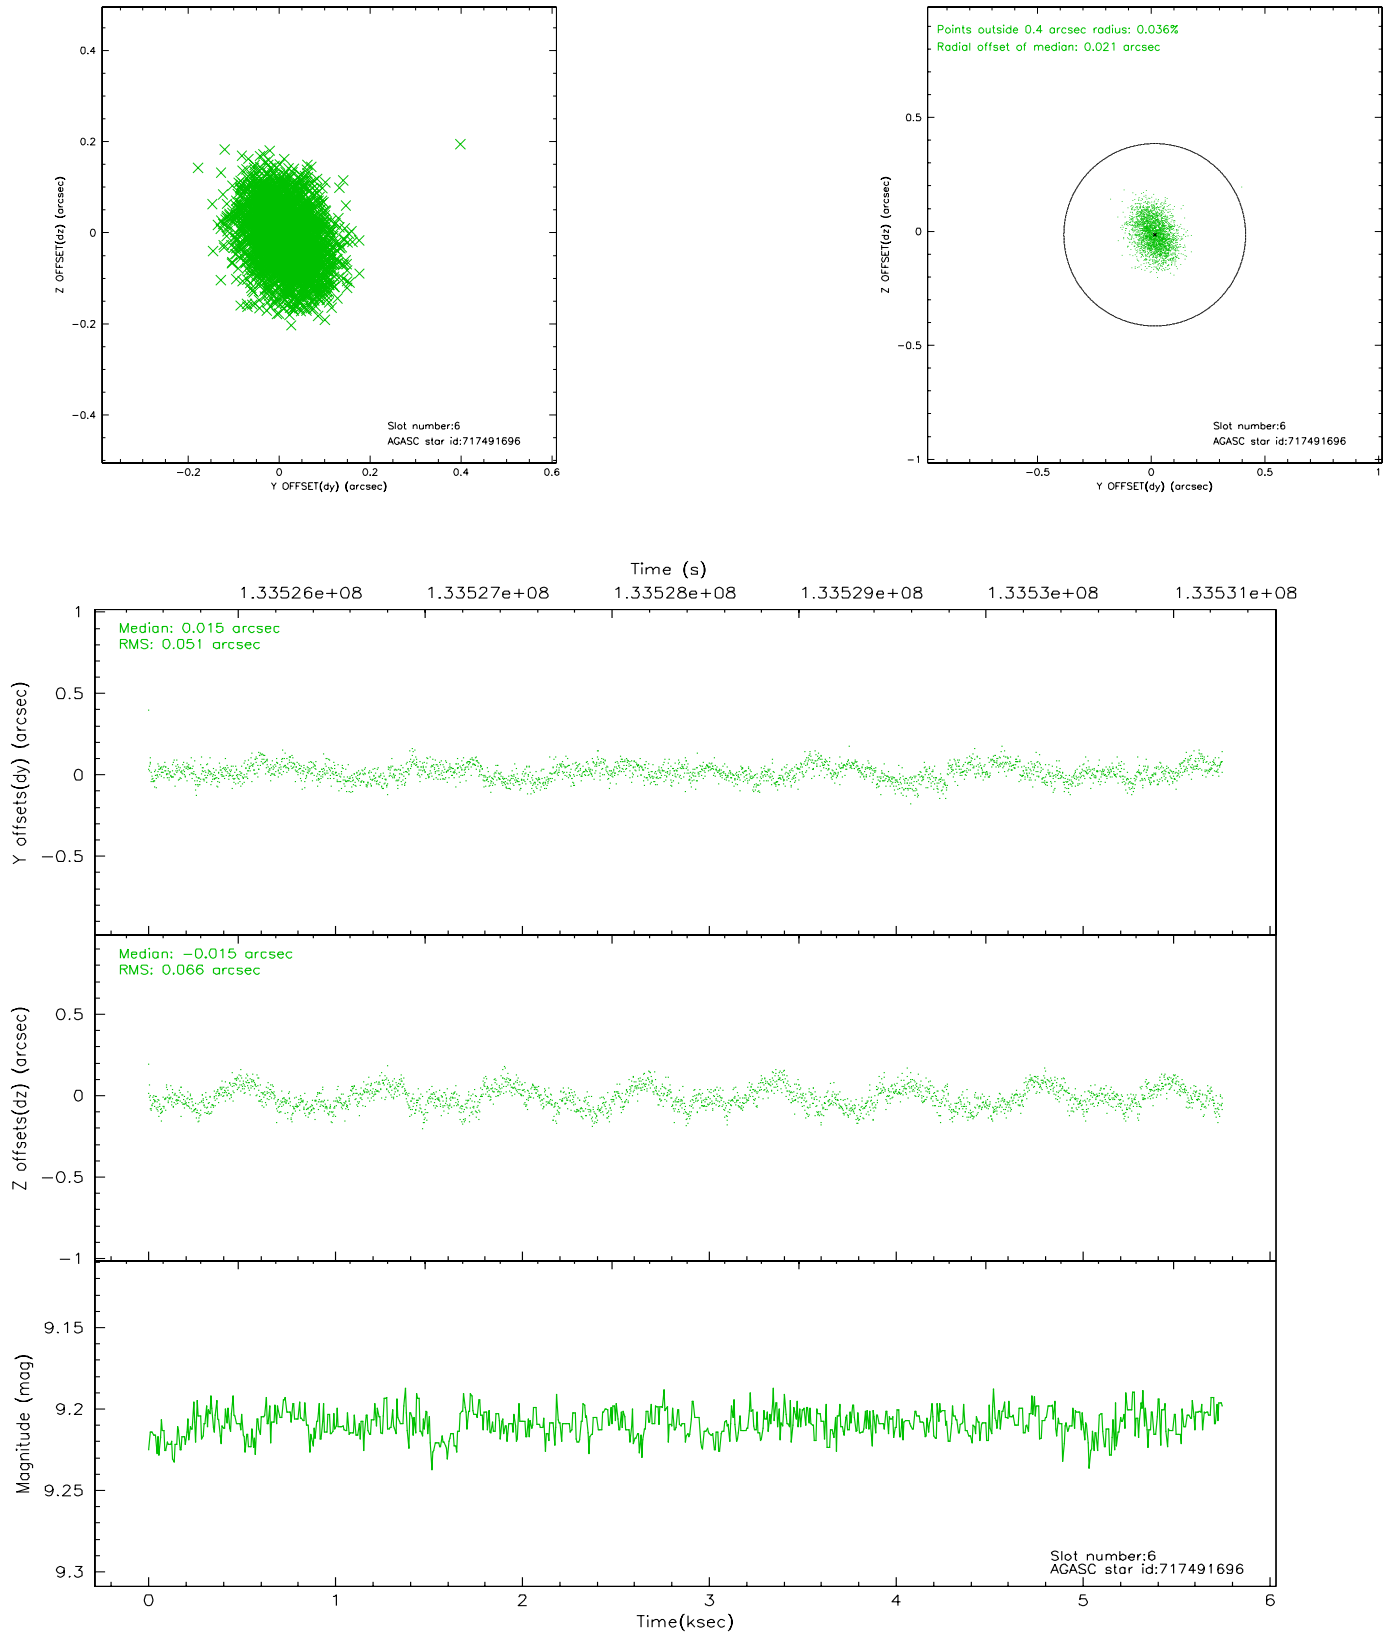 0.4
0.2
0
−0.2
−0.4
Z OFFSET(dz) (arcsec)
Slot number:6
AGASC star id:717491696
−0.2 0 0.2 0.4 0.6
Y OFFSET(dy) (arcsec)
Points outside 0.4 arcsec radius: 0.036%
Radial offset of median: 0.021 arcsec
0.5
0
−0.5
−1
Z OFFSET(dz) (arcsec)
Slot number:6
AGASC star id:717491696
−0.5 0 0.5 1
Y OFFSET(dy) (arcsec)
Time (s)
1.33526e+08 1.33527e+08 1.33528e+08 1.33529e+08 1.3353e+08 1.33531e+08
Median: 0.015 arcsec
RMS: 0.051 arcsec
1
0.5
0
−0.5
Y offsets(dy) (arcsec)
Median: −0.015 arcsec
RMS: 0.066 arcsec
0.5
0
−0.5
−1
Z offsets(dz) (arcsec)
9.15
9.2
9.25
9.3
Magnitude (mag)
Slot number:6
AGASC star id:717491696
0 1 2 3 4 5 6
Time(ksec)